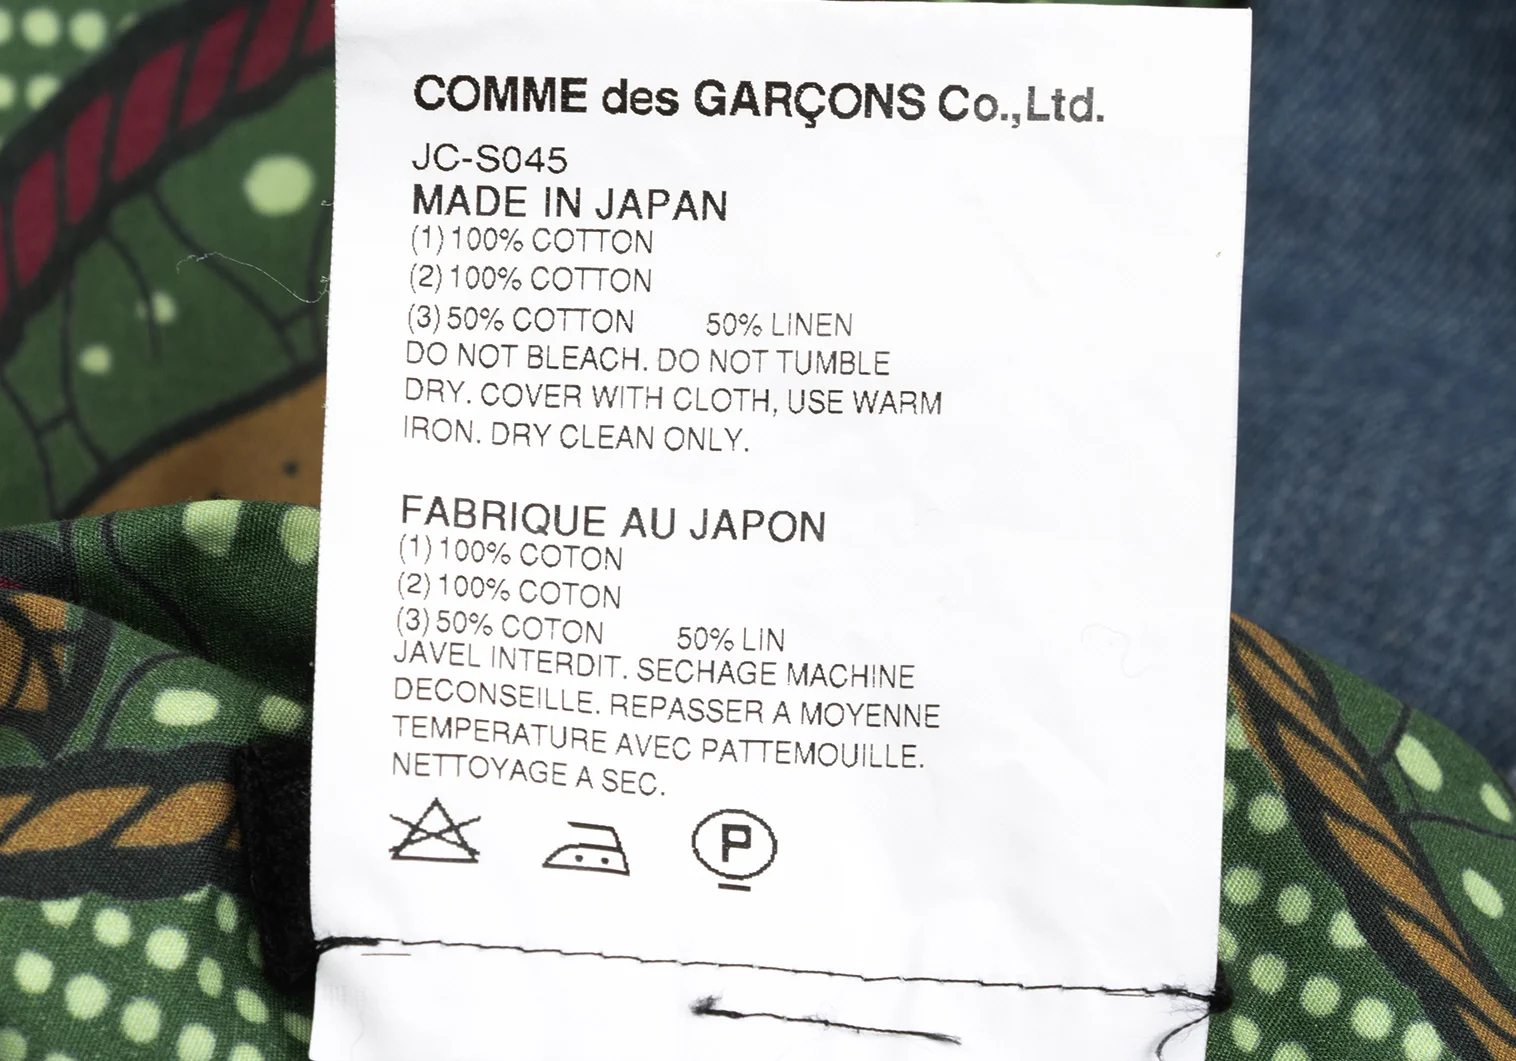 COMME des GARÇONS Co.,Ltd.
JC-S045
MADE IN JAPAN
(1) 100% COTTON
(2) 100% COTTON
(3) 50% COTTON 50% LINEN
DO NOT BLEACH. DO NOT TUMBLE
DRY. COVER WITH CLOTH, USE WARM
IRON. DRY CLEAN ONLY.
FABRIQUE AU JAPON
(1) 100% COTON
(2) 100% COTON
(3) 50% COTON 50% LIN
JAVEL INTERDIT. SECHAGE MACHINE
DECONSEILLE. REPASSER A MOYENNE
TEMPERATURE AVEC PATTEMOUILLE.
NETTOYAGE A SEC.
P